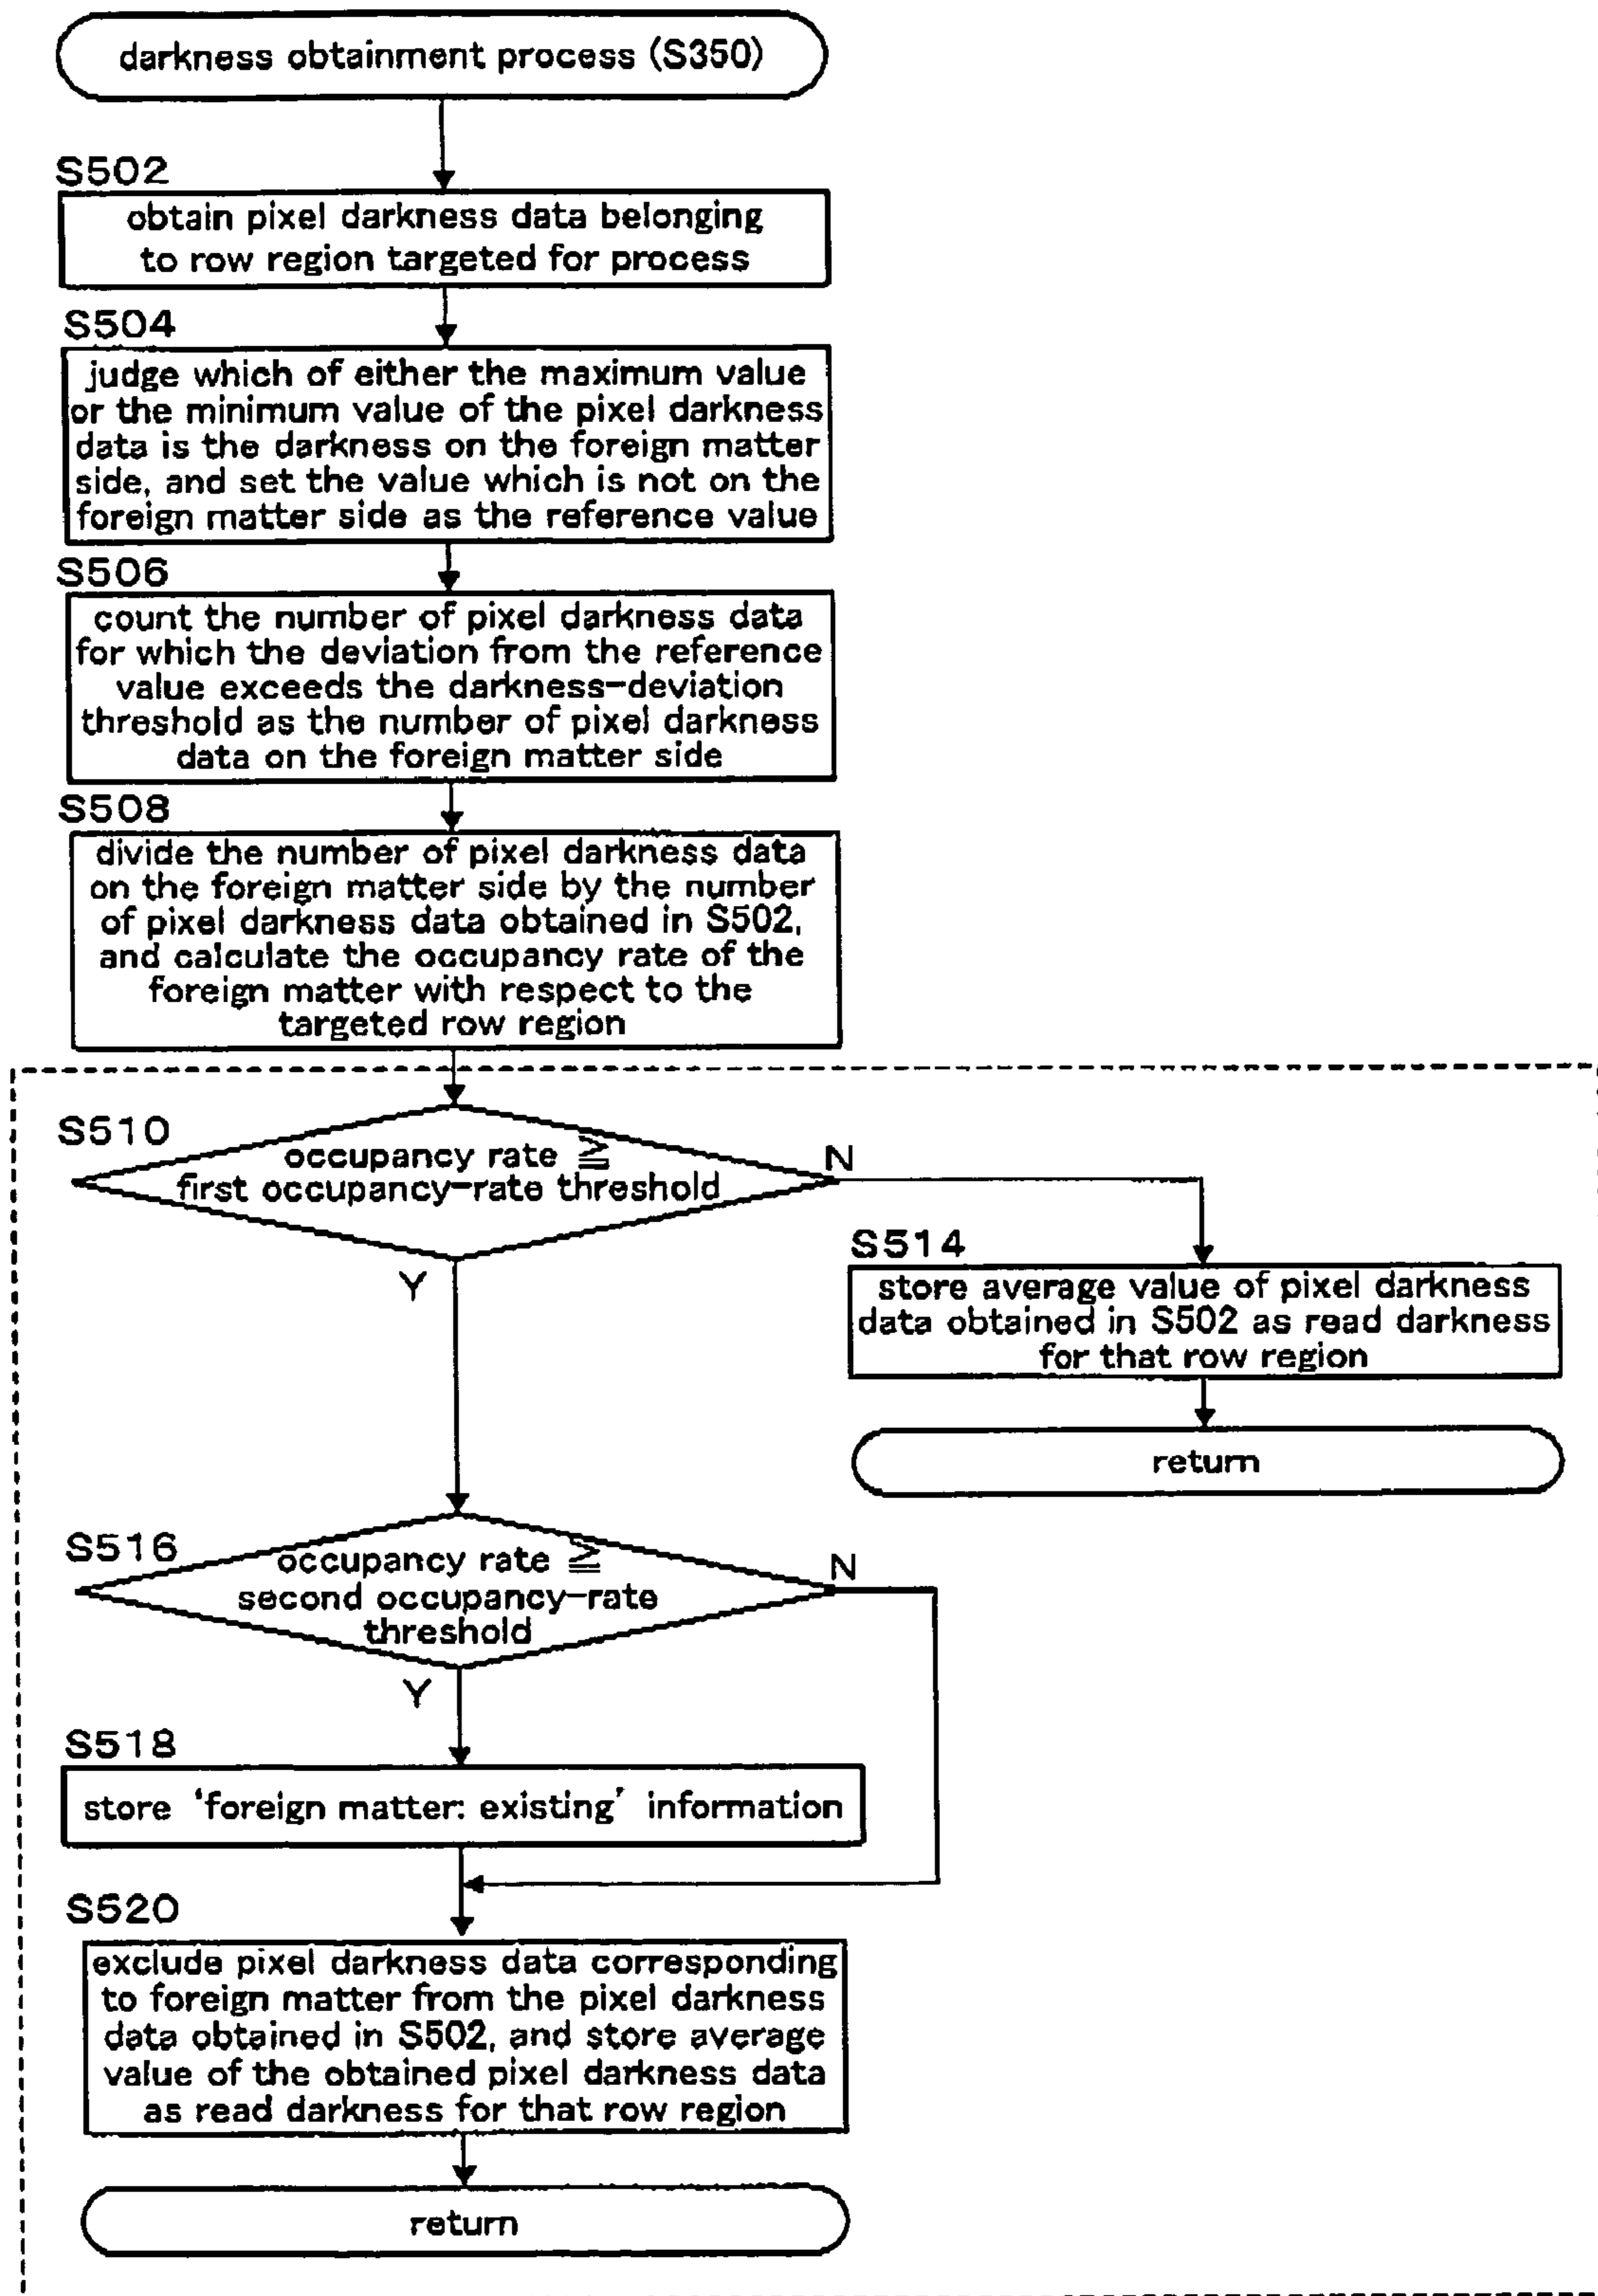 darkness obtainment process (S350)
S502
obtain pixel darkness data belonging
to row region targeted for process
S504
judge which of either the maximum value
or the minimum value of the pixel darkness
data is the darkness on the foreign matter
side, and set the value which is not on the
foreign matter side as the reference value
S506
count the number of pixel darkness data
for which the deviation from the reference
value exceeds the darkness-deviation
threshold as the number of pixel darkness
data on the foreign matter side
S508
divide the number of pixel darkness data
on the foreign matter side by the number
of pixel darkness data obtained in S502,
and calculate the occupancy rate of the
foreign matter with respect to the
targeted row region
S510
occupancy rate ≧
first occupancy-rate threshold
N
Y
S514
store average value of pixel darkness
data obtained in S502 as read darkness
for that row region
return
S516
occupancy rate ≧
second occupancy-rate
threshold
N
Y
S518
store 'foreign matter: existing' information
S520
exclude pixel darkness data corresponding
to foreign matter from the pixel darkness
data obtained in S502, and store average
value of the obtained pixel darkness data
as read darkness for that row region
return